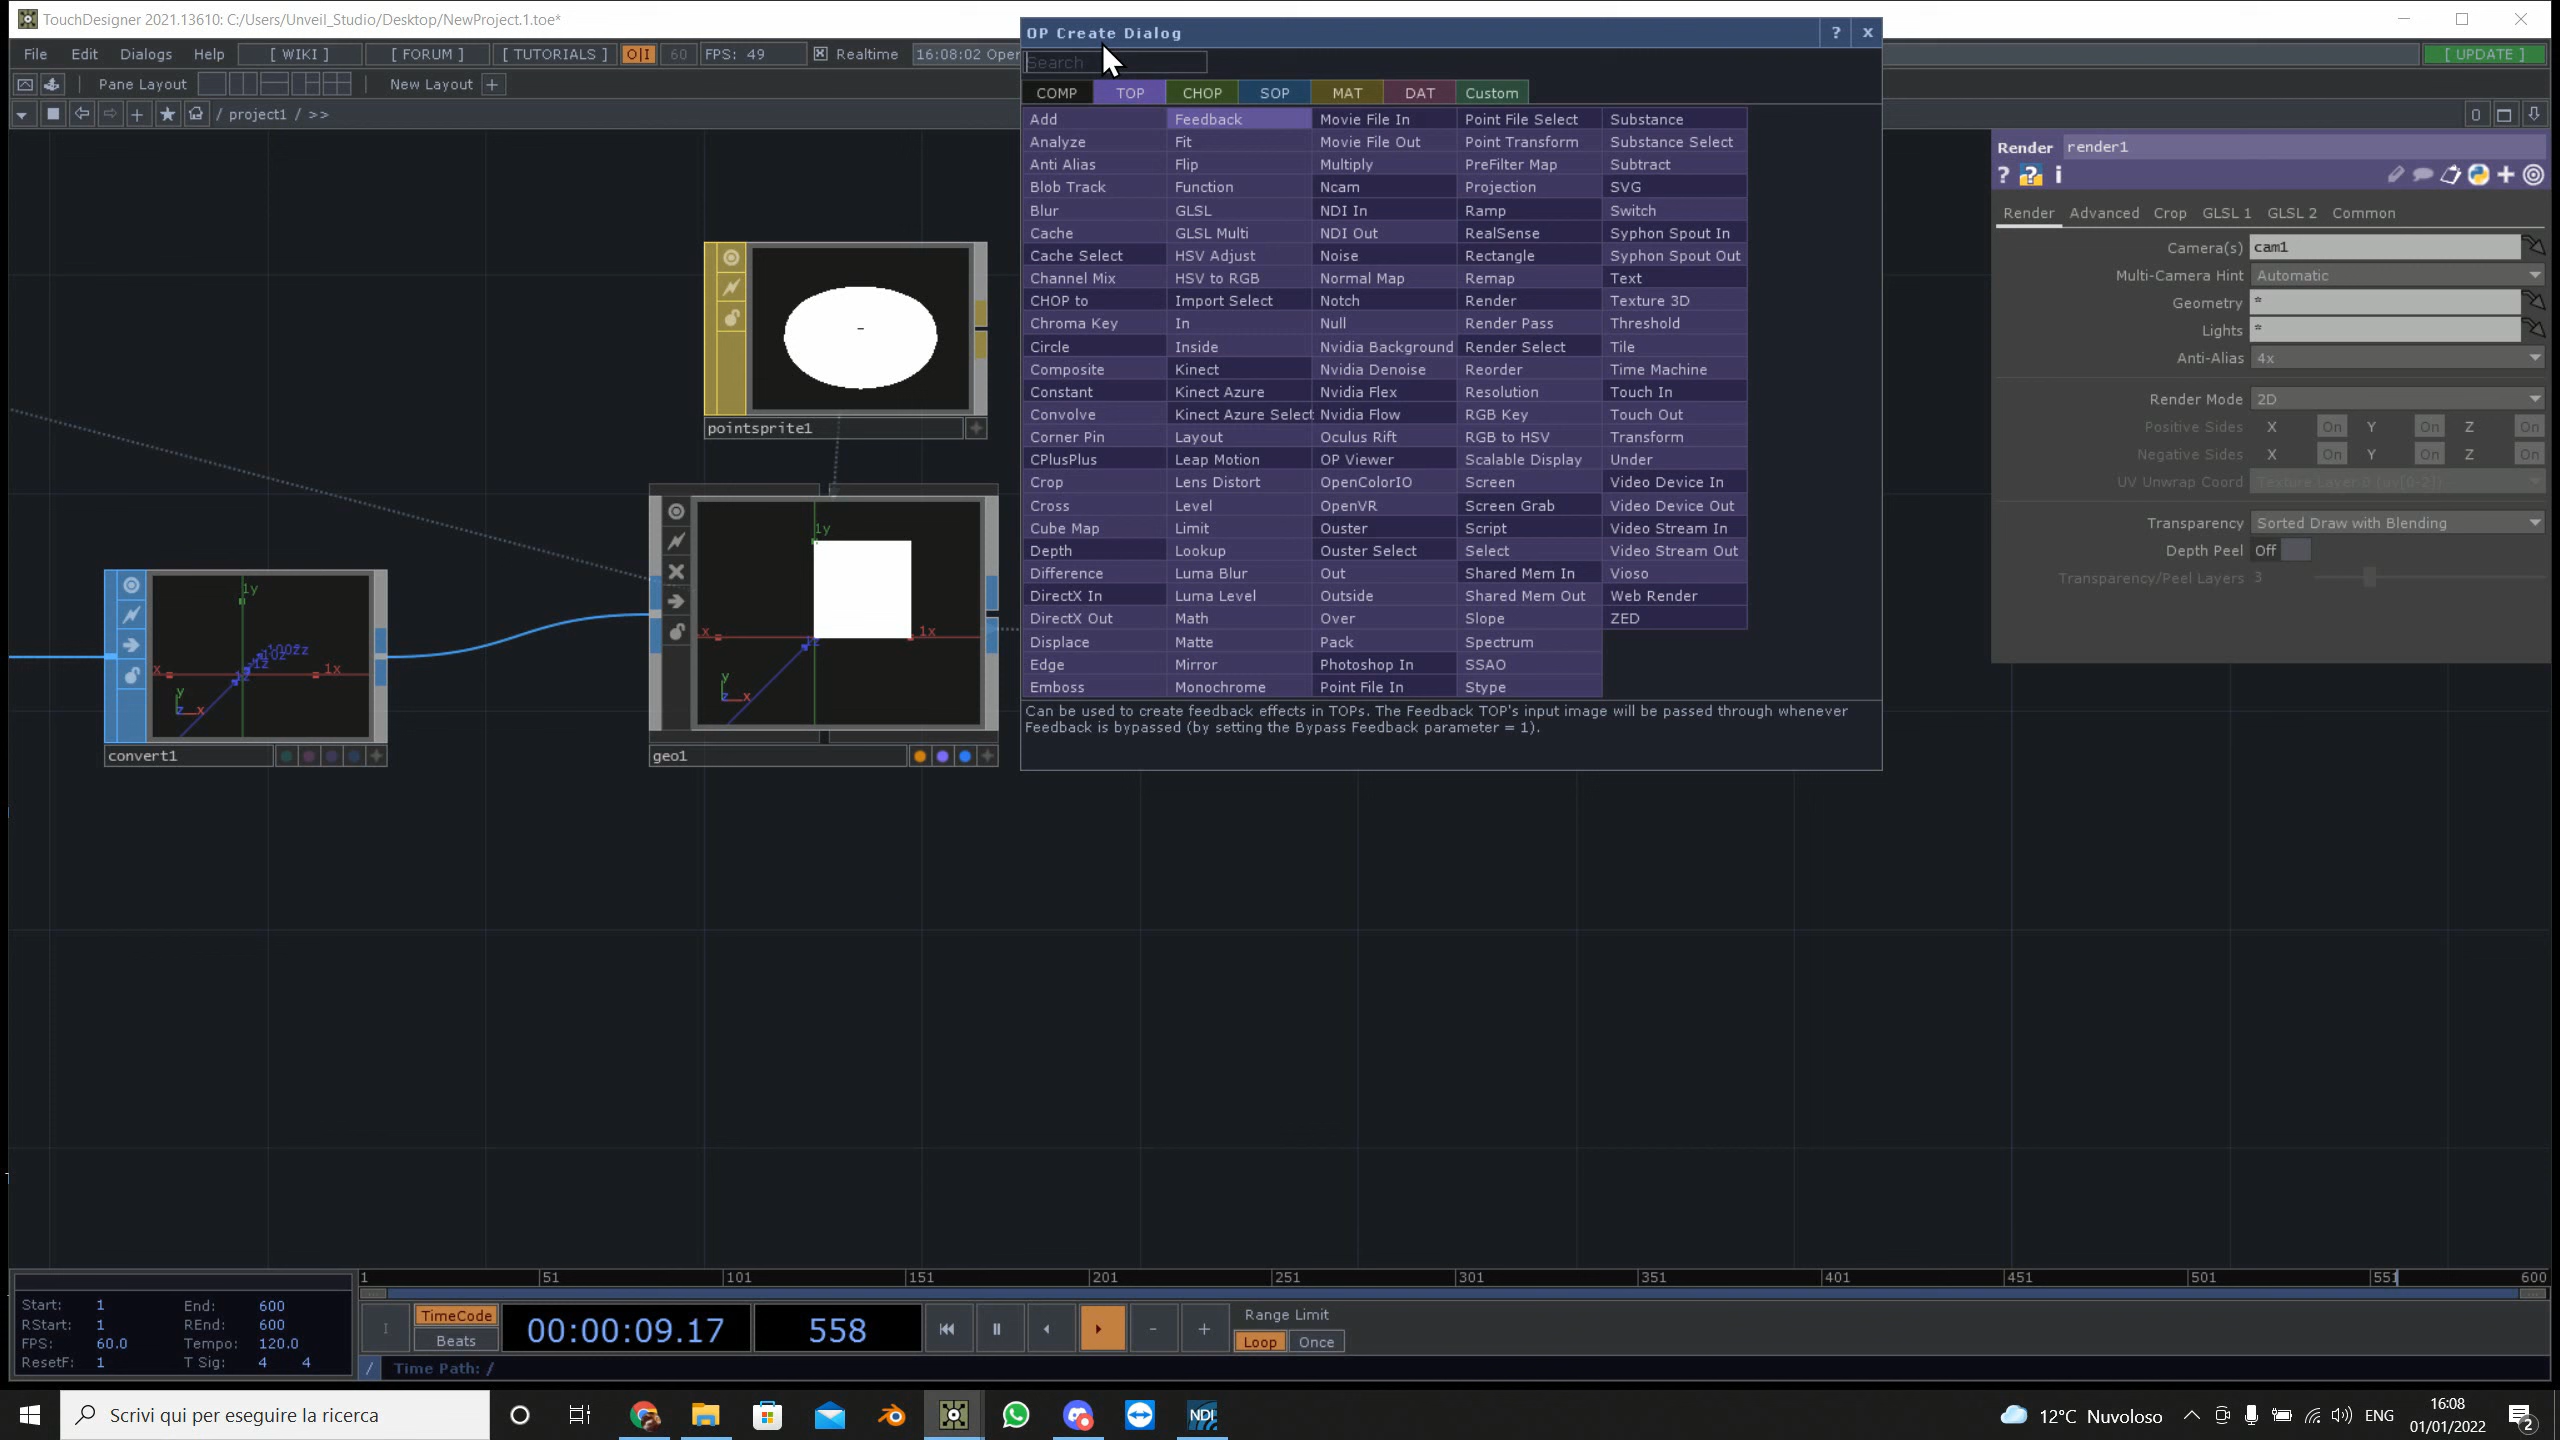 TouchDesigner 2021.13610: C:/Users/Unveil_Studio/Desktop/NewProject.1.toe*
File Edit Dialogs Help [ WIKI ] [ FORUM ] [ TUTORIALS ] O|I 60 FPS: 49 Realtime 16:08:02 Oper [ UPDATE ]
Pane Layout New Layout +
/ project1 / >> 0
OP Create Dialog ? x
Search
COMP TOP CHOP SOP MAT DAT Custom
Add Feedback Movie File In Point File Select Substance
Analyze Fit Movie File Out Point Transform Substance Select
Anti Alias Flip Multiply PreFilter Map Subtract
Blob Track Function Ncam Projection SVG
Blur GLSL NDI In Ramp Switch
Cache GLSL Multi NDI Out RealSense Syphon Spout In
Cache Select HSV Adjust Noise Rectangle Syphon Spout Out
Channel Mix HSV to RGB Normal Map Remap Text
CHOP to Import Select Notch Render Texture 3D
Chroma Key In Null Render Pass Threshold
Circle Inside Nvidia Background Render Select Tile
Composite Kinect Nvidia Denoise Reorder Time Machine
Constant Kinect Azure Nvidia Flex Resolution Touch In
Convolve Kinect Azure Select Nvidia Flow RGB Key Touch Out
Corner Pin Layout Oculus Rift RGB to HSV Transform
CPlusPlus Leap Motion OP Viewer Scalable Display Under
Crop Lens Distort OpenColorIO Screen Video Device In
Cross Level OpenVR Screen Grab Video Device Out
Cube Map Limit Ouster Script Video Stream In
Depth Lookup Ouster Select Select Video Stream Out
Difference Luma Blur Out Shared Mem In Vioso
DirectX In Luma Level Outside Shared Mem Out Web Render
DirectX Out Math Over Slope ZED
Displace Matte Pack Spectrum
Edge Mirror Photoshop In SSAO
Emboss Monochrome Point File In Stype
Can be used to create feedback effects in TOPs. The Feedback TOP's input image will be passed through whenever
Feedback is bypassed (by setting the Bypass Feedback parameter = 1).
Render render1
? ? i
Render Advanced Crop GLSL 1 GLSL 2 Common
Camera(s) cam1
Multi-Camera Hint Automatic
Geometry *
Lights *
Anti-Alias 4x
Render Mode 2D
Positive Sides X On Y On Z On
Negative Sides X On Y On Z On
UV Unwrap Coord Texture Layer 0 (uv[0-2])
Transparency Sorted Draw with Blending
Depth Peel Off
Transparency/Peel Layers 3
pointsprite1
1y
x 1x
y
z x
geo1
1y
x 1x
y
z x
convert1
1 51 101 151 201 251 301 351 401 451 501 551 600
Start: 1 End: 600
RStart: 1 REnd: 600
FPS: 60.0 Tempo: 120.0
ResetF: 1 T Sig: 4 4
I TimeCode
Beats
00:00:09.17 558
- +
Range Limit
Loop Once
/ Time Path: /
Scrivi qui per eseguire la ricerca
NDI
12°C Nuvoloso ENG
16:08
01/01/2022
2